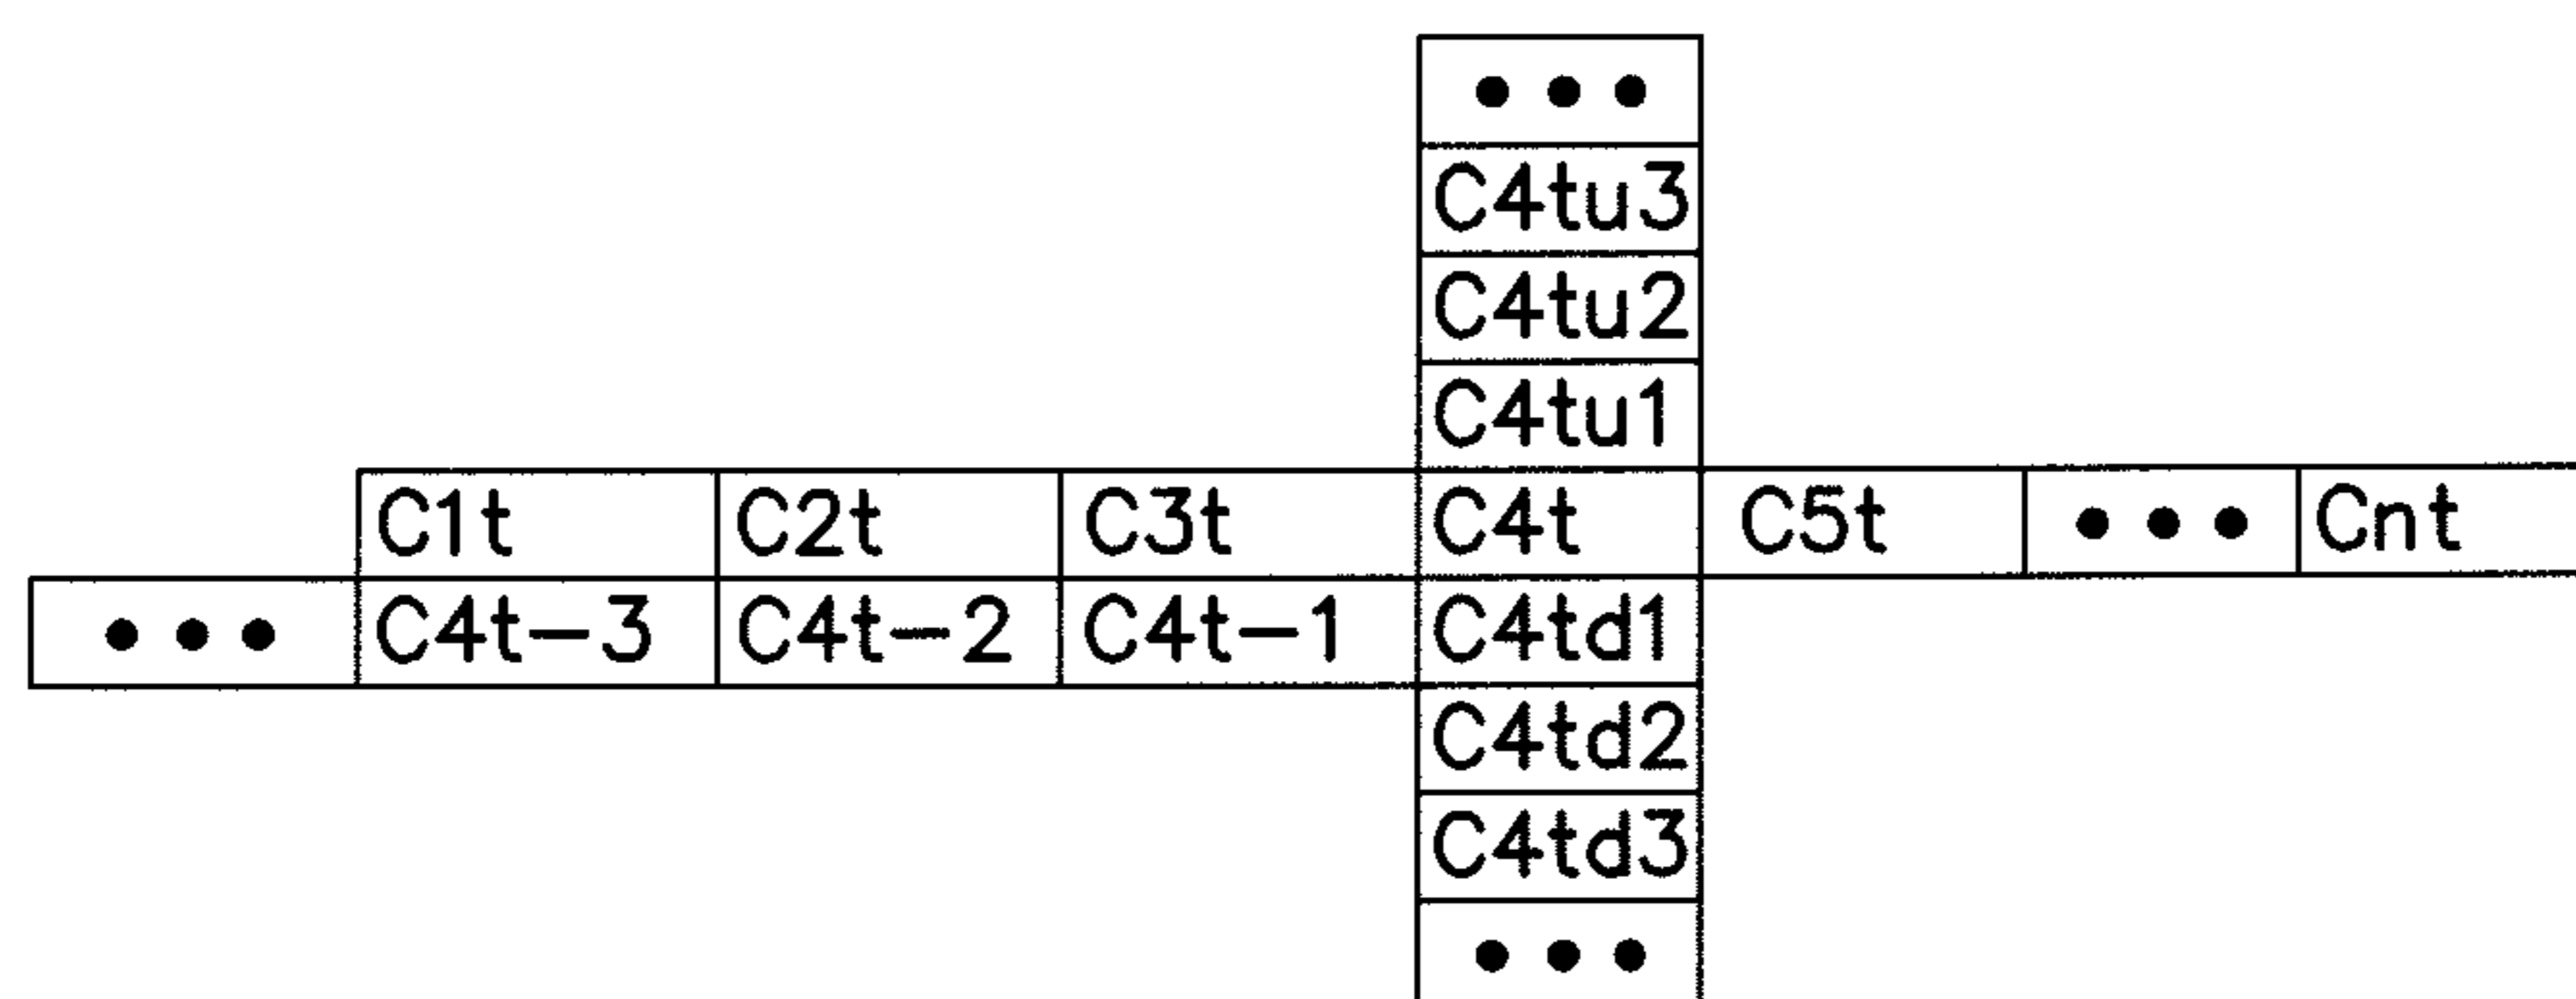 • • •
C4tu3
C4tu2
C4tu1
C1t C2t C3t C4t C5t • • • Cnt
• • • C4t-3 C4t-2 C4t-1 C4td1
C4td2
C4td3
• • •